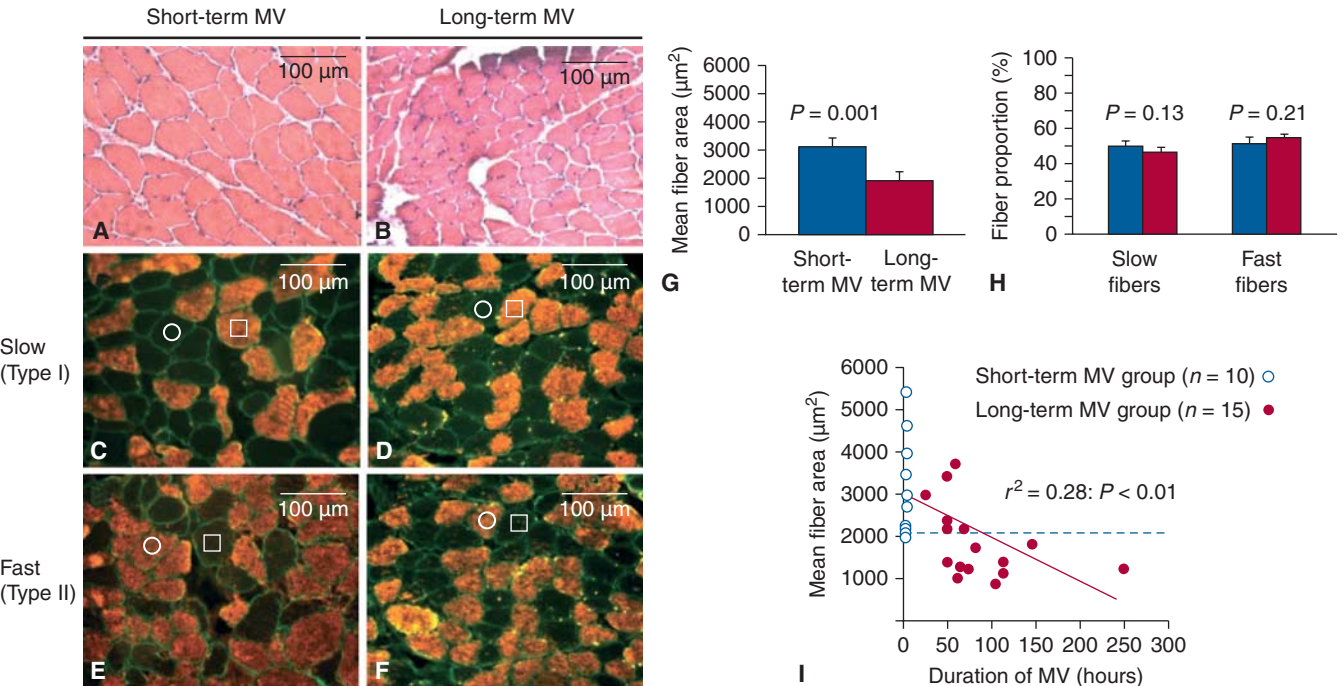 Short-term MV
Long-term MV
100 µm
100 µm
A
B
Slow
(Type I)
100 µm
100 µm
C
D
Fast
(Type II)
100 µm
100 µm
E
F
Mean fiber area (µm²)
6000
5000
4000
3000
2000
1000
0
P = 0.001
Short-
term MV
Long-
term MV
G
Fiber proportion (%)
100
80
60
40
20
0
P = 0.13
P = 0.21
Slow
fibers
Fast
fibers
H
Mean fiber area (µm²)
6000
5000
4000
3000
2000
1000
Short-term MV group (n = 10)
Long-term MV group (n = 15)
r² = 0.28: P < 0.01
0
50
100
150
200
250
300
Duration of MV (hours)
I